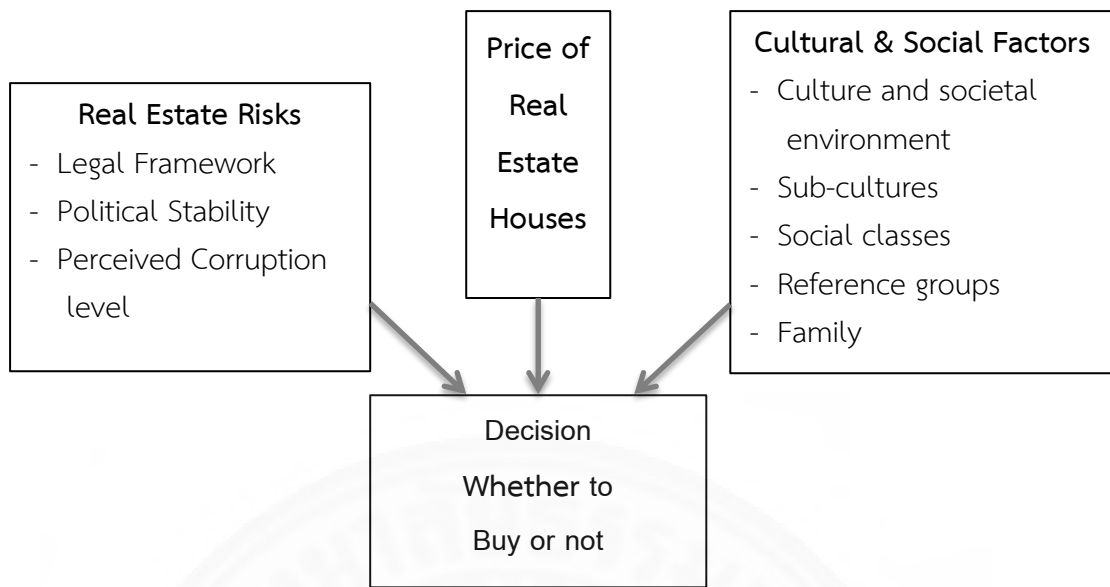 Real Estate Risks
- Legal Framework
- Political Stability
- Perceived Corruption
level
Price of
Real
Estate
Houses
Cultural & Social Factors
- Culture and societal
environment
- Sub-cultures
- Social classes
- Reference groups
- Family
Decision
Whether to
Buy or not